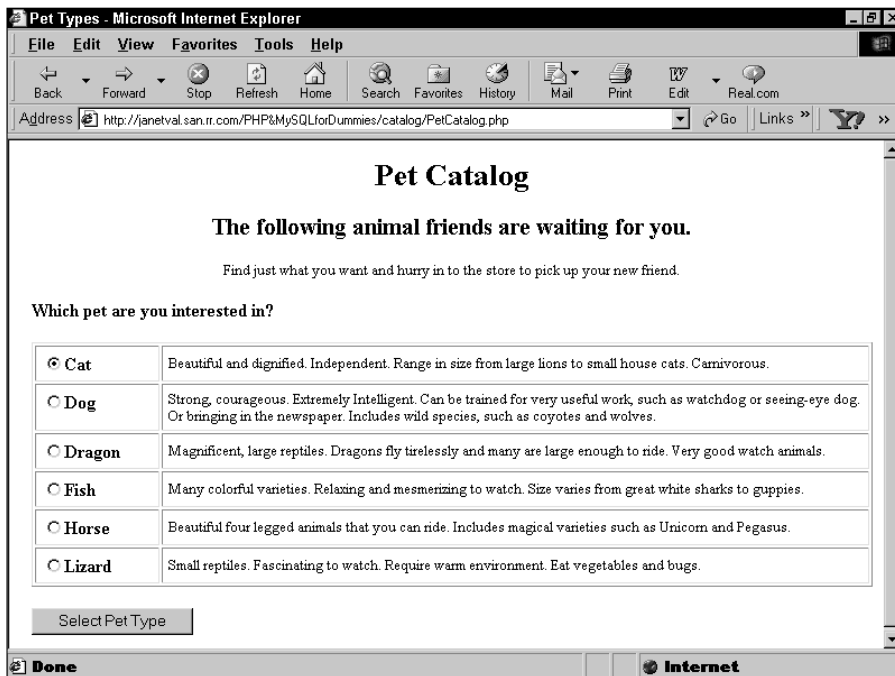 Pet Types - Microsoft Internet Explorer
File Edit View Favorites Tools Help
Back Forward Stop Refresh Home Search Favorites History Mail Print Edit Real.com
Address http://janetval.san.rr.com/PHP&MySQLforDummies/catalog/PetCatalog.php Go Links »
Pet Catalog
The following animal friends are waiting for you.
Find just what you want and hurry in to the store to pick up your new friend.
Which pet are you interested in?
Cat Beautiful and dignified. Independent. Range in size from large lions to small house cats. Carnivorous.
Dog Strong, courageous. Extremely Intelligent. Can be trained for very useful work, such as watchdog or seeing-eye dog.
Or bringing in the newspaper. Includes wild species, such as coyotes and wolves.
Dragon Magnificent, large reptiles. Dragons fly tirelessly and many are large enough to ride. Very good watch animals.
Fish Many colorful varieties. Relaxing and mesmerizing to watch. Size varies from great white sharks to guppies.
Horse Beautiful four legged animals that you can ride. Includes magical varieties such as Unicorn and Pegasus.
Lizard Small reptiles. Fascinating to watch. Require warm environment. Eat vegetables and bugs.
Select Pet Type
Done Internet